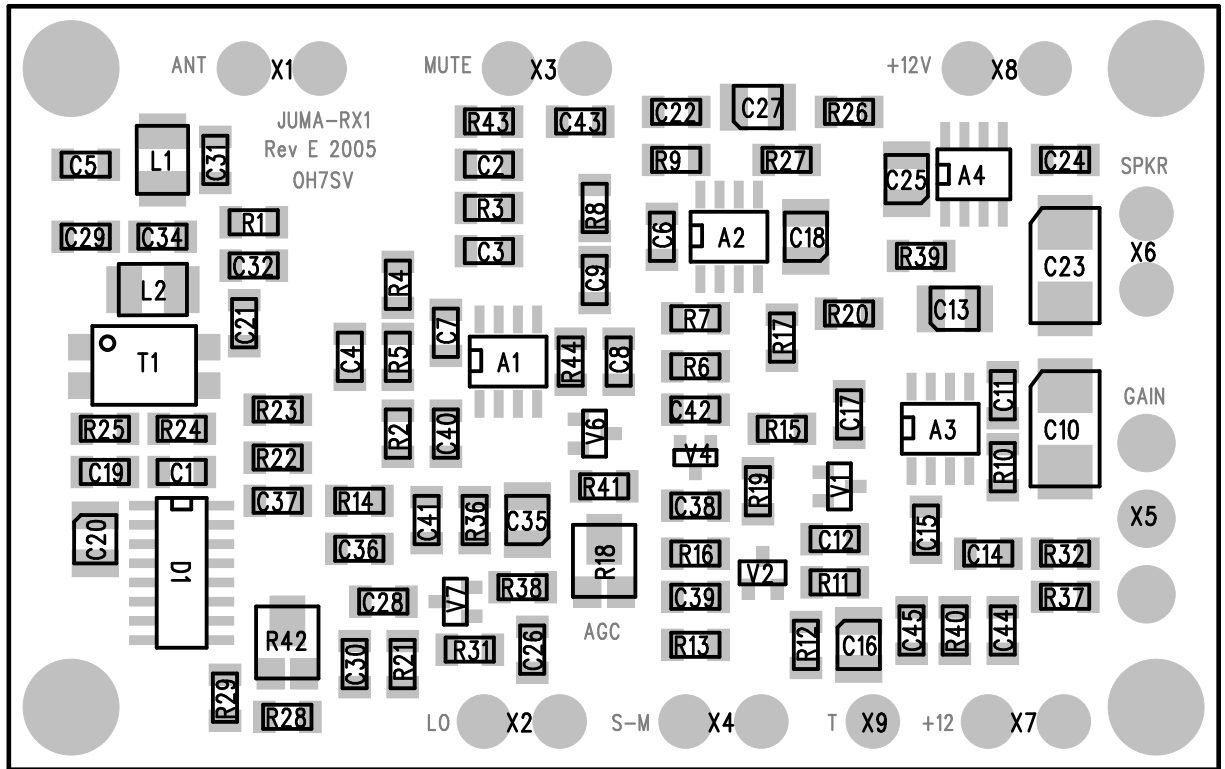 ANT X1
MUTE X3
+12V X8
JUMA-RX1
Rev E 2005
OH7SV
R43
C43
C22
C27
R26
C5
L1
C31
C2
R9
R27
C25
A4
C24
SPKR
C29
C34
R1
R3
R8
C6
A2
C18
C32
C3
R39
C23
X6
L2
R4
C9
C21
C7
R7
R17
R20
C13
T1
C4
R5
A1
R44
C8
R6
R23
C42
C17
C11
GAIN
R25
R24
R2
C40
V6
V4
R15
A3
C10
C19
C1
R22
R41
R19
V1
R10
C37
R14
C41
R36
C35
C38
X5
C20
D1
C36
R18
R16
C12
C15
C14
R32
C28
V7
R38
V2
R11
C39
R37
R42
AGC
C30
R21
R31
C26
R13
R12
C16
C45
R40
C44
R29
R28
LO X2
S-M X4
T X9
+12 X7